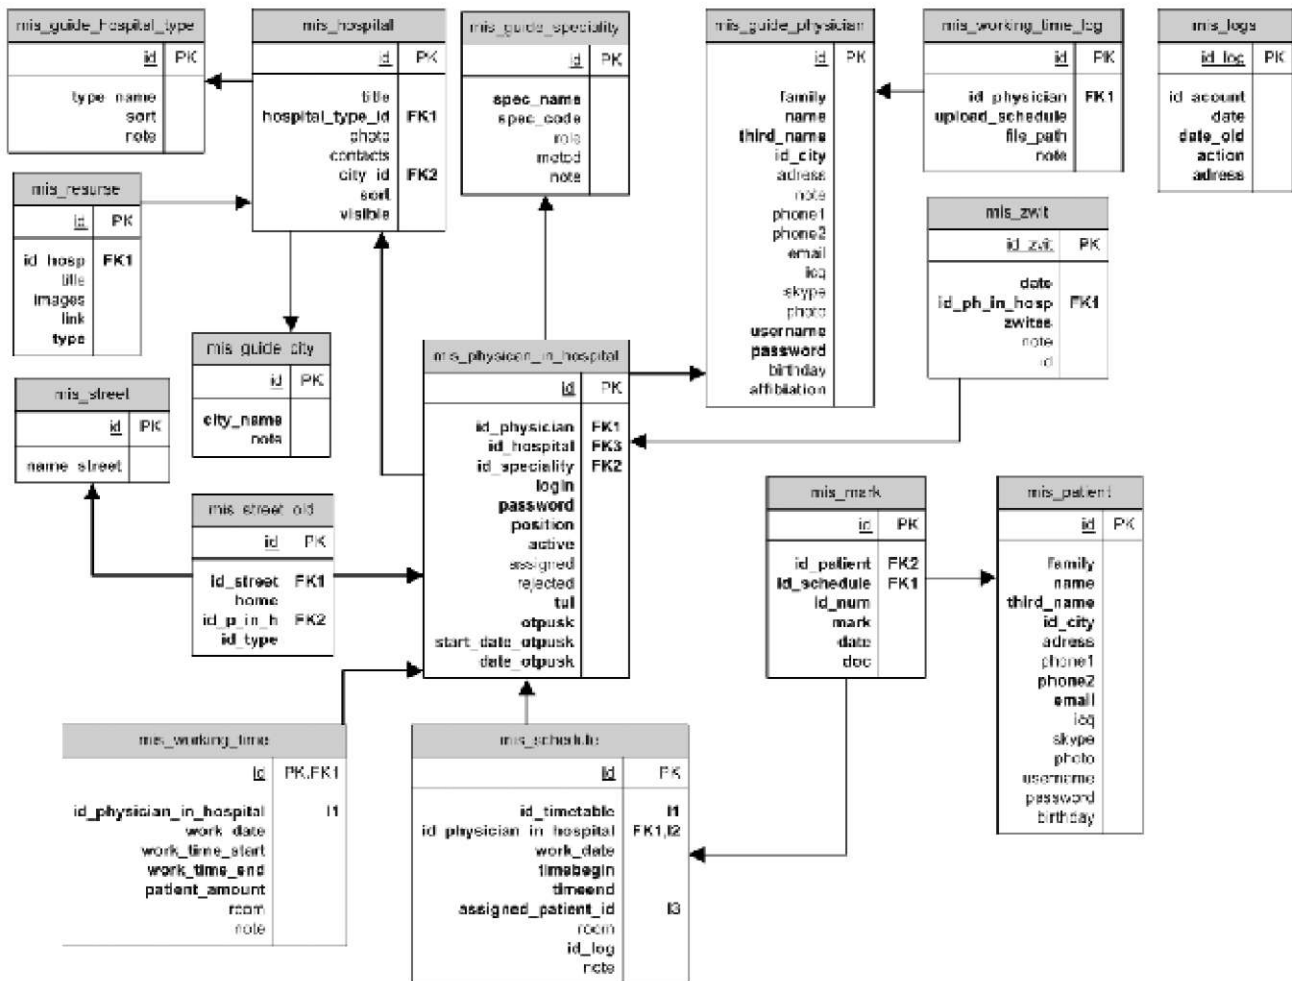 mis_guide_hospital_type
id PK
type_name
sort
note
mis_hospital
id PK
title
hospital_type_id FK1
photo
contacts
city_id FK2
sort
visible
mis_guide_speciality
id PK
spec_name
spec_code
role
metod
note
mis_guide_physician
id PK
family
name
third_name
id_city
adress
note
phone1
phone2
email
icq
skype
photo
username
password
birthday
affibiiation
mis_working_time_log
id PK
id_physician FK1
upload_schedule
file_path
note
mis_logs
id_log PK
id_acount
date
date_old
action
adress
mis_resurse
id PK
id_hosp FK1
title
images
link
type
mis_zwit
id_zvit PK
date
id_ph_in_hosp FK1
zwites
note
id
mis_guide_city
id PK
city_name
note
mis_physican_in_hospital
id PK
id_physician FK1
id_hospital FK3
id_speciality FK2
login
password
position
active
assigned
rejected
tul
otpusk
start_date_otpusk
date_otpusk
mis_street
id PK
name_street
mis_street_old
id PK
id_street FK1
home
id_p_in_h FK2
id_type
mis_mark
id PK
id_patient FK2
id_schedule FK1
id_num
mark
date
doc
mis_patient
id PK
family
name
third_name
id_city
adress
phone1
phone2
email
icq
skype
photo
username
password
birthday
mis_working_time
id PK,FK1
id_physician_in_hospital I1
work_date
work_time_start
work_time_end
patient_amount
room
note
mis_schedule
id PK
id_timetable I1
id_physician_in_hospital FK1,I2
work_date
timebegin
timeend
assigned_patient_id I3
room
id_log
note